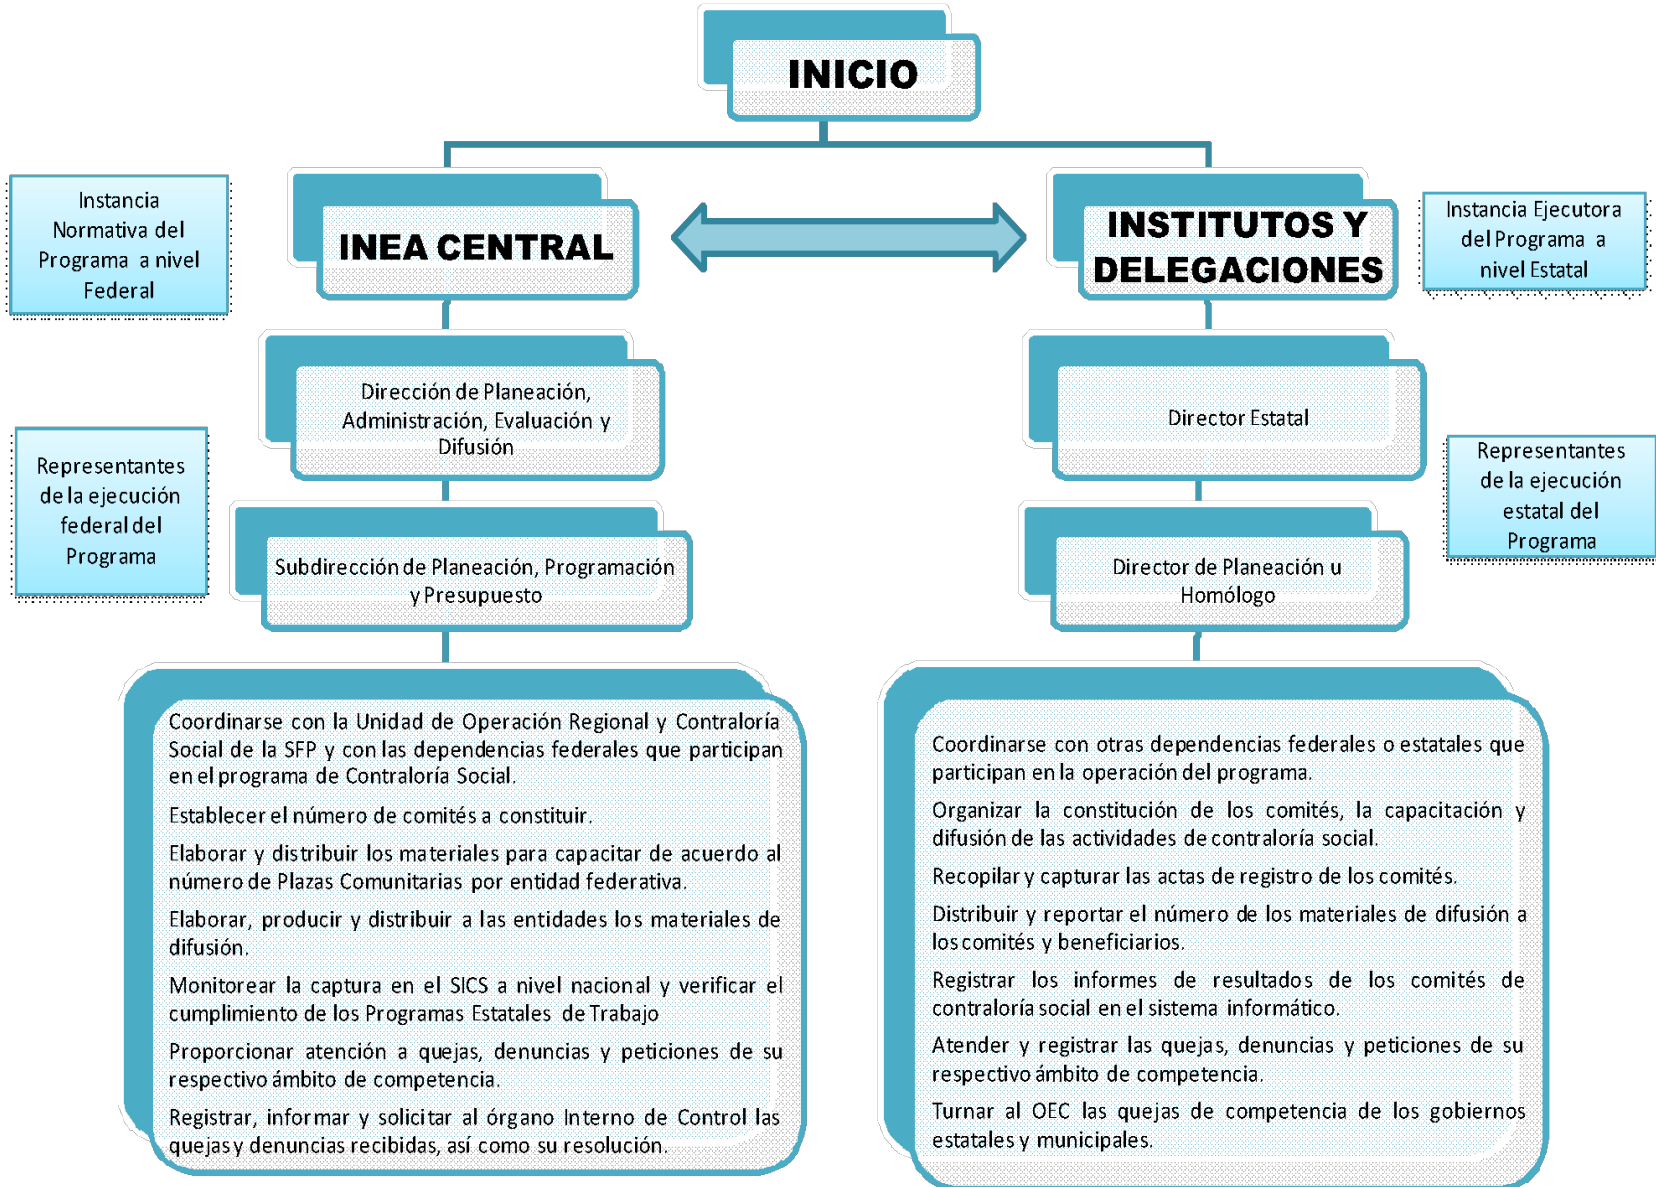 INICIO
Instancia
Normativa del
Programa a nivel
Federal
INEA CENTRAL
INSTITUTOS Y
DELEGACIONES
Instancia Ejecutora
del Programa a
nivel Estatal
Dirección de Planeación,
Administración, Evaluación y
Difusión
Director Estatal
Representantes
de la ejecución
federal del
Programa
Representantes
de la ejecución
estatal del
Programa
Subdirección de Planeación, Programación
y Presupuesto
Director de Planeación u
Homólogo
Coordinarse con la Unidad de Operación Regional y Contraloría
Social de la SFP y con las dependencias federales que participan
en el programa de Contraloría Social.
Establecer el número de comités a constituir.
Elaborar y distribuir los materiales para capacitar de acuerdo al
número de Plazas Comunitarias por entidad federativa.
Elaborar, producir y distribuir a las entidades los materiales de
difusión.
Monitorear la captura en el SICS a nivel nacional y verificar el
cumplimiento de los Programas Estatales de Trabajo
Proporcionar atención a quejas, denuncias y peticiones de su
respectivo ámbito de competencia.
Registrar, informar y solicitar al órgano Interno de Control las
quejas y denuncias recibidas, así como su resolución.
Coordinarse con otras dependencias federales o estatales que
participan en la operación del programa.
Organizar la constitución de los comités, la capacitación y
difusión de las actividades de contraloría social.
Recopilar y capturar las actas de registro de los comités.
Distribuir y reportar el número de los materiales de difusión a
los comités y beneficiarios.
Registrar los informes de resultados de los comités de
contraloría social en el sistema informático.
Atender y registrar las quejas, denuncias y peticiones de su
respectivo ámbito de competencia.
Turnar al OEC las quejas de competencia de los gobiernos
estatales y municipales.